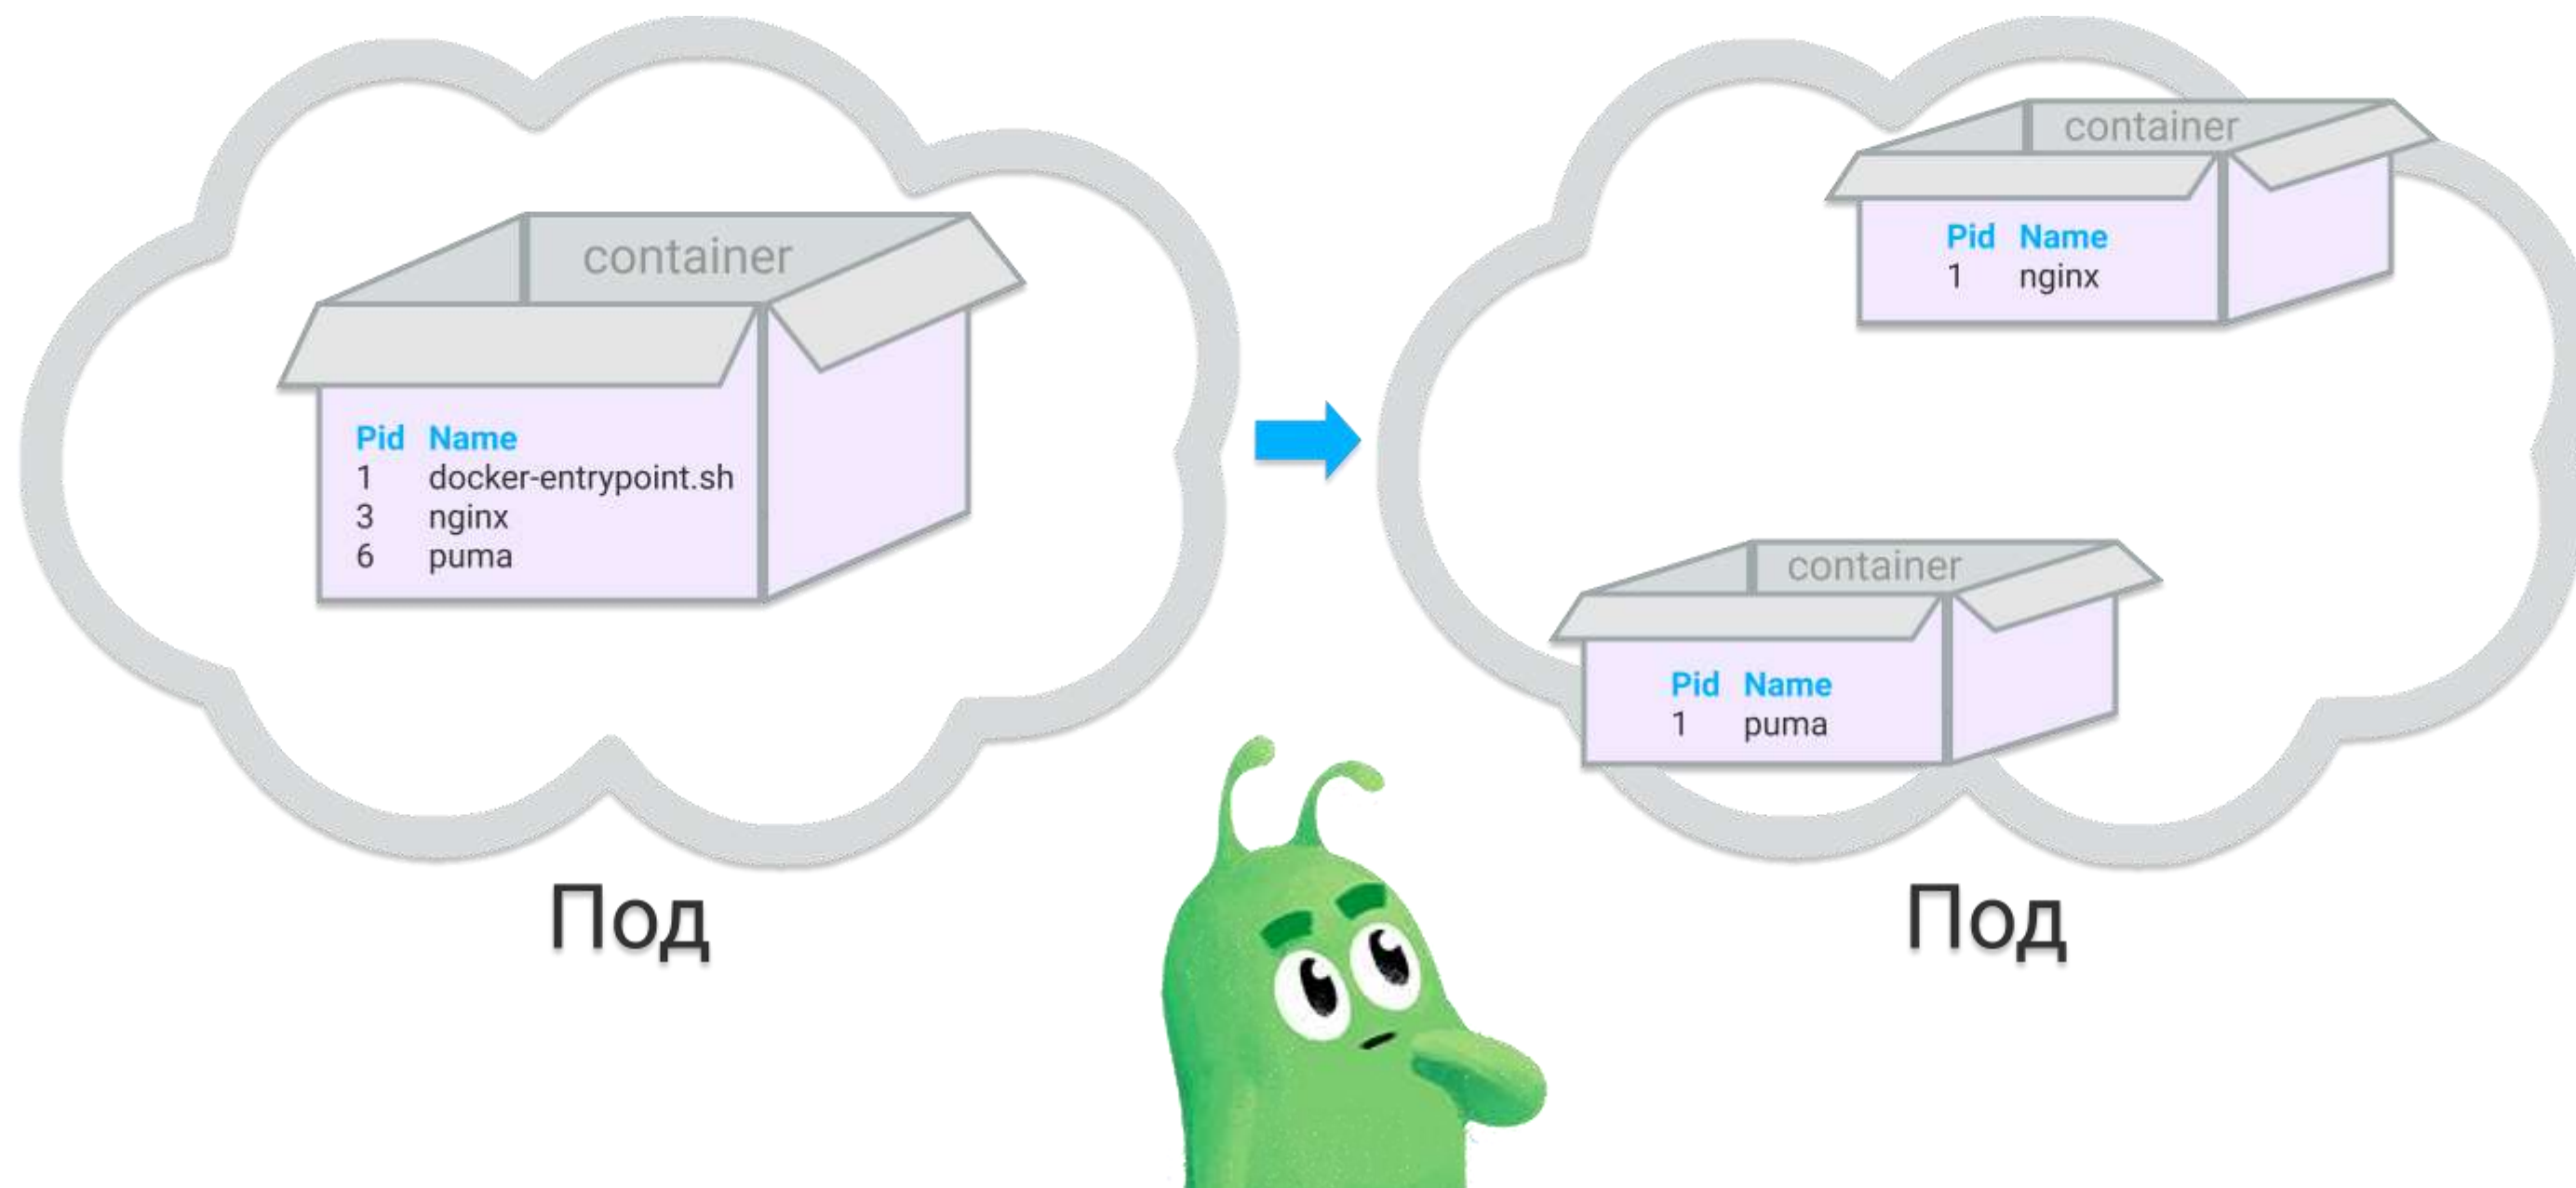 container
Pid Name
1 docker-entrypoint.sh
3 nginx
6 puma
Под
container
Pid Name
1 nginx
container
Pid Name
1 puma
Под